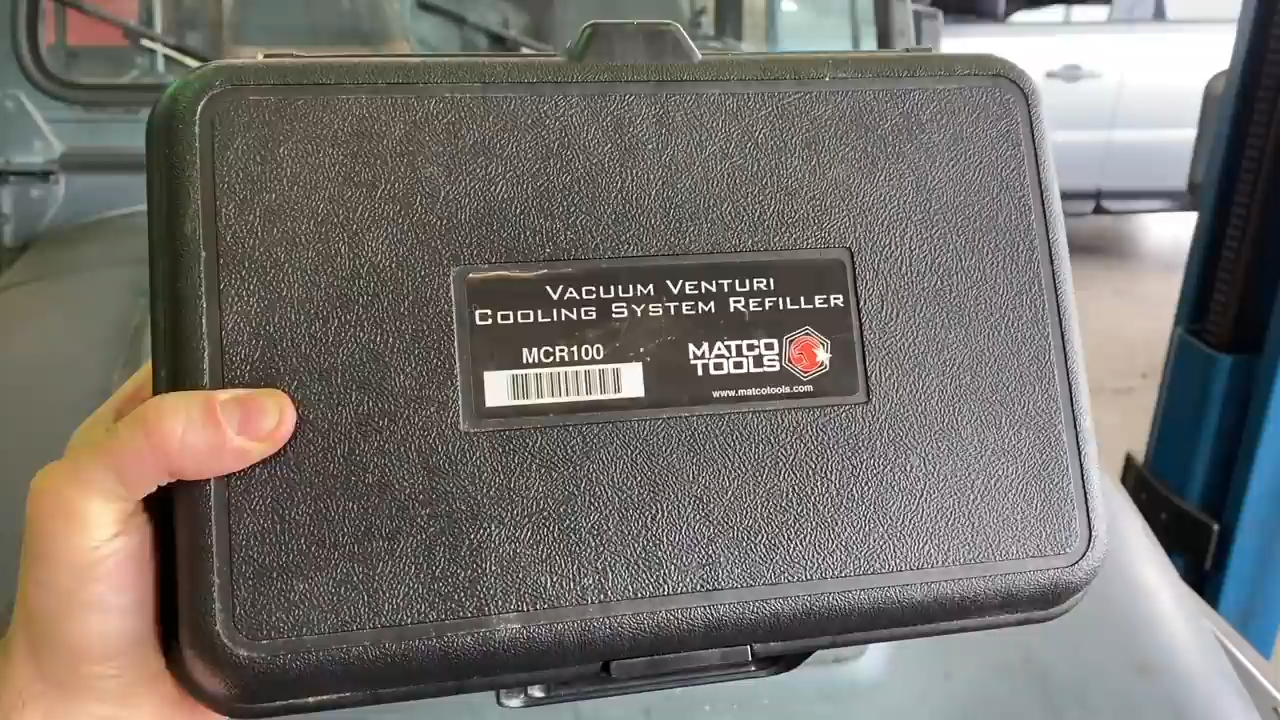 VACUUM VENTURI
COOLING SYSTEM REFILLER
MCR100
MATCO
TOOLS
www.matcotools.com